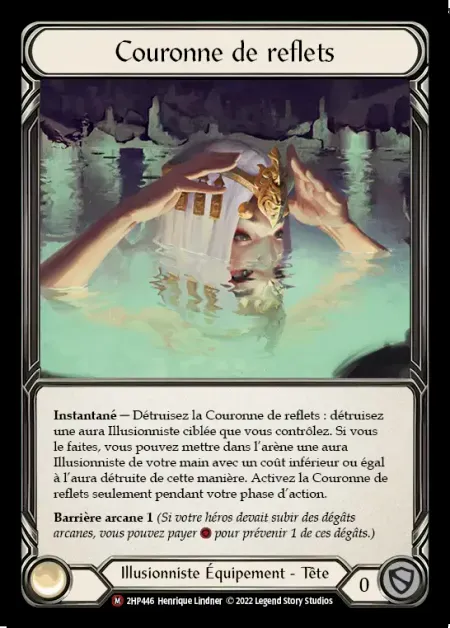 Couronne de reflets
Instantané — Détruisez la Couronne de reflets : détruisez
une aura Illusionniste ciblée que vous contrôlez. Si vous
le faites, vous pouvez mettre dans l'arène une aura
Illusionniste de votre main avec un coût inférieur ou égal
à l'aura détruite de cette manière. Activez la Couronne de
reflets seulement pendant votre phase d'action.
Barrière arcane 1 (Si votre héros devait subir des dégâts
arcanes, vous pouvez payer pour prévenir 1 de ces dégâts.)
Illusionniste Équipement - Tête
0
M 2HP446 Henrique Lindner © 2022 Legend Story Studios